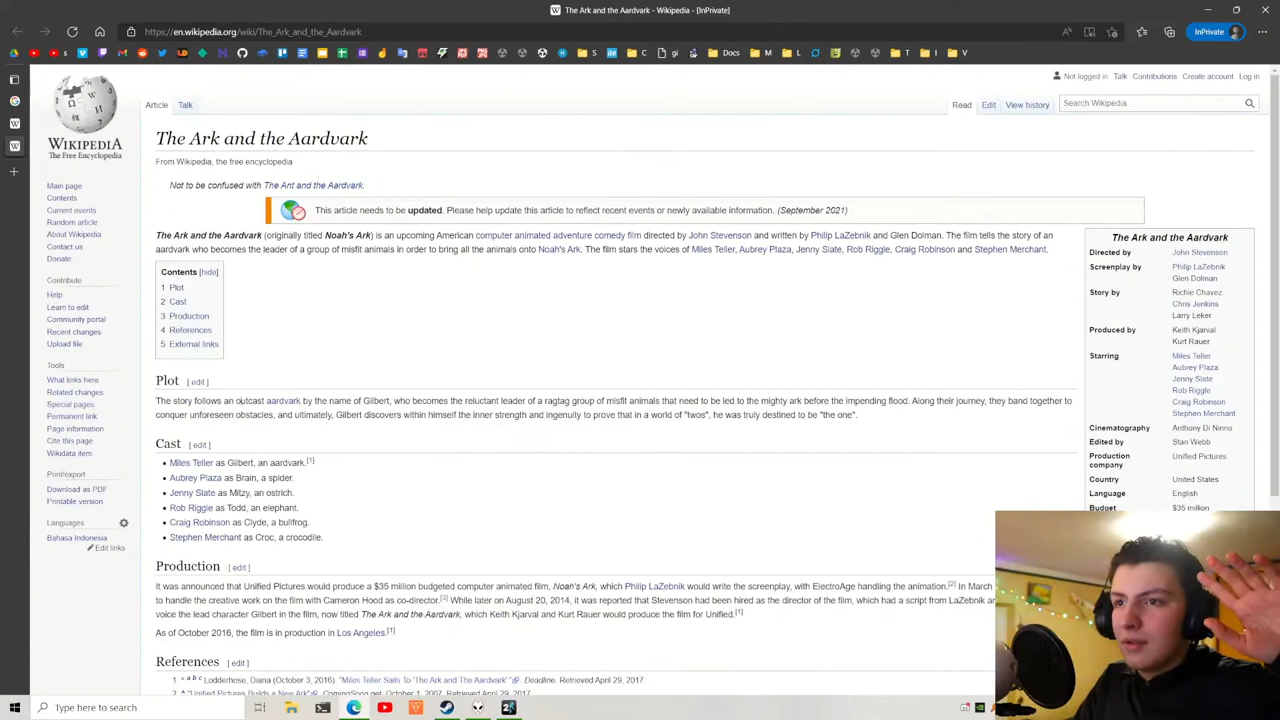 The Ark and the Aardvark - Wikipedia - [InPrivate]
https://en.wikipedia.org/wiki/The_Ark_and_the_Aardvark
InPrivate
S
C
gi
Docs
M
L
T
I
V
Not logged in Talk Contributions Create account Log in
Article Talk
Read Edit View history
Search Wikipedia
WIKIPEDIA
The Free Encyclopedia
Main page
Contents
Current events
Random article
About Wikipedia
Contact us
Donate
Contribute
Help
Learn to edit
Community portal
Recent changes
Upload file
Tools
What links here
Related changes
Special pages
Permanent link
Page information
Cite this page
Wikidata item
Print/export
Download as PDF
Printable version
Languages
Bahasa Indonesia
Edit links
The Ark and the Aardvark
From Wikipedia, the free encyclopedia
Not to be confused with The Ant and the Aardvark.
This article needs to be updated. Please help update this article to reflect recent events or newly available information. (September 2021)
The Ark and the Aardvark (originally titled Noah's Ark) is an upcoming American computer animated adventure comedy film directed by John Stevenson and written by Philip LaZebnik and Glen Dolman. The film tells the story of an
aardvark who becomes the leader of a group of misfit animals in order to bring all the animals onto Noah's Ark. The film stars the voices of Miles Teller, Aubrey Plaza, Jenny Slate, Rob Riggle, Craig Robinson and Stephen Merchant.
Contents [hide]
1 Plot
2 Cast
3 Production
4 References
5 External links
Plot [ edit ]
The story follows an outcast aardvark by the name of Gilbert, who becomes the reluctant leader of a ragtag group of misfit animals that need to be led to the mighty ark before the impending flood. Along their journey, they band together to
conquer unforeseen obstacles, and ultimately, Gilbert discovers within himself the inner strength and ingenuity to prove that in a world of "twos", he was truly destined to be "the one".
Cast [ edit ]
• Miles Teller as Gilbert, an aardvark.[1]
• Aubrey Plaza as Brain, a spider.
• Jenny Slate as Mitzy, an ostrich.
• Rob Riggle as Todd, an elephant.
• Craig Robinson as Clyde, a bullfrog.
• Stephen Merchant as Croc, a crocodile.
Production [ edit ]
It was announced that Unified Pictures would produce a $35 million budgeted computer animated film, Noah's Ark, which Philip LaZebnik would write the screenplay, with ElectroAge handling the animation.[2] In March
to handle the creative work on the film with Cameron Hood as co-director.[3] While later on August 20, 2014, it was reported that Stevenson had been hired as the director of the film, which had a script from LaZebnik
voice the lead character Gilbert in the film, now titled The Ark and the Aardvark, which Keith Kjarval and Kurt Rauer would produce the film for Unified.[1]
As of October 2016, the film is in production in Los Angeles.[1]
References [ edit ]
1. ^ a b c Lodderhose, Diana (October 3, 2016). "Miles Teller Sails To 'The Ark and The Aardvark'". Deadline. Retrieved April 29, 2017.
2. ^ "Unified Pictures Builds a New Ark". ComingSoon.net. October 1, 2007. Retrieved April 29, 2017.
The Ark and the Aardvark
Directed by John Stevenson
Screenplay by Philip LaZebnik
Glen Dolman
Story by Richie Chavez
Chris Jenkins
Larry Leker
Produced by Keith Kjarval
Kurt Rauer
Starring Miles Teller
Aubrey Plaza
Jenny Slate
Rob Riggle
Craig Robinson
Stephen Merchant
Cinematography Anthony Di Ninno
Edited by Stan Webb
Production
company Unified Pictures
Country United States
Language English
Budget $35 million
Type here to search